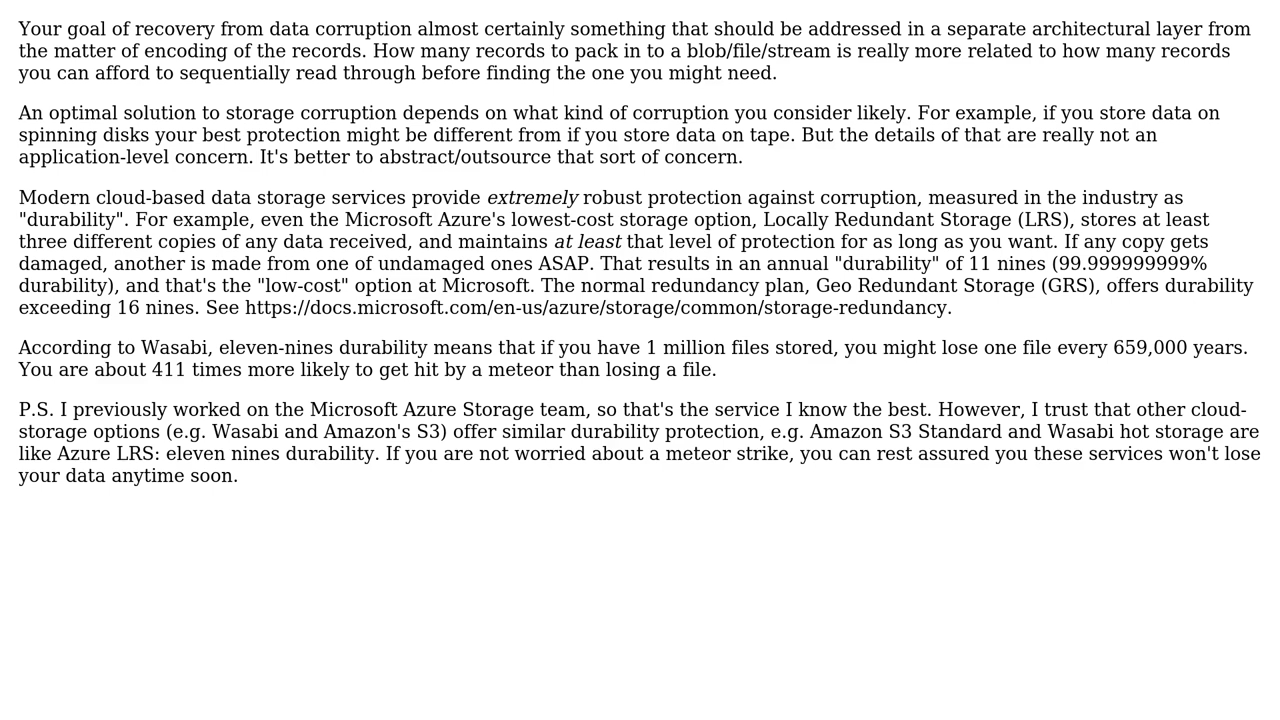 Your goal of recovery from data corruption almost certainly something that should be addressed in a separate architectural layer from
the matter of encoding of the records. How many records to pack in to a blob/file/stream is really more related to how many records
you can afford to sequentially read through before finding the one you might need.
An optimal solution to storage corruption depends on what kind of corruption you consider likely. For example, if you store data on
spinning disks your best protection might be different from if you store data on tape. But the details of that are really not an
application-level concern. It's better to abstract/outsource that sort of concern.
Modern cloud-based data storage services provide extremely robust protection against corruption, measured in the industry as
"durability". For example, even the Microsoft Azure's lowest-cost storage option, Locally Redundant Storage (LRS), stores at least
three different copies of any data received, and maintains at least that level of protection for as long as you want. If any copy gets
damaged, another is made from one of undamaged ones ASAP. That results in an annual "durability" of 11 nines (99.999999999%
durability), and that's the "low-cost" option at Microsoft. The normal redundancy plan, Geo Redundant Storage (GRS), offers durability
exceeding 16 nines. See https://docs.microsoft.com/en-us/azure/storage/common/storage-redundancy.
According to Wasabi, eleven-nines durability means that if you have 1 million files stored, you might lose one file every 659,000 years.
You are about 411 times more likely to get hit by a meteor than losing a file.
P.S. I previously worked on the Microsoft Azure Storage team, so that's the service I know the best. However, I trust that other cloud-
storage options (e.g. Wasabi and Amazon's S3) offer similar durability protection, e.g. Amazon S3 Standard and Wasabi hot storage are
like Azure LRS: eleven nines durability. If you are not worried about a meteor strike, you can rest assured you these services won't lose
your data anytime soon.